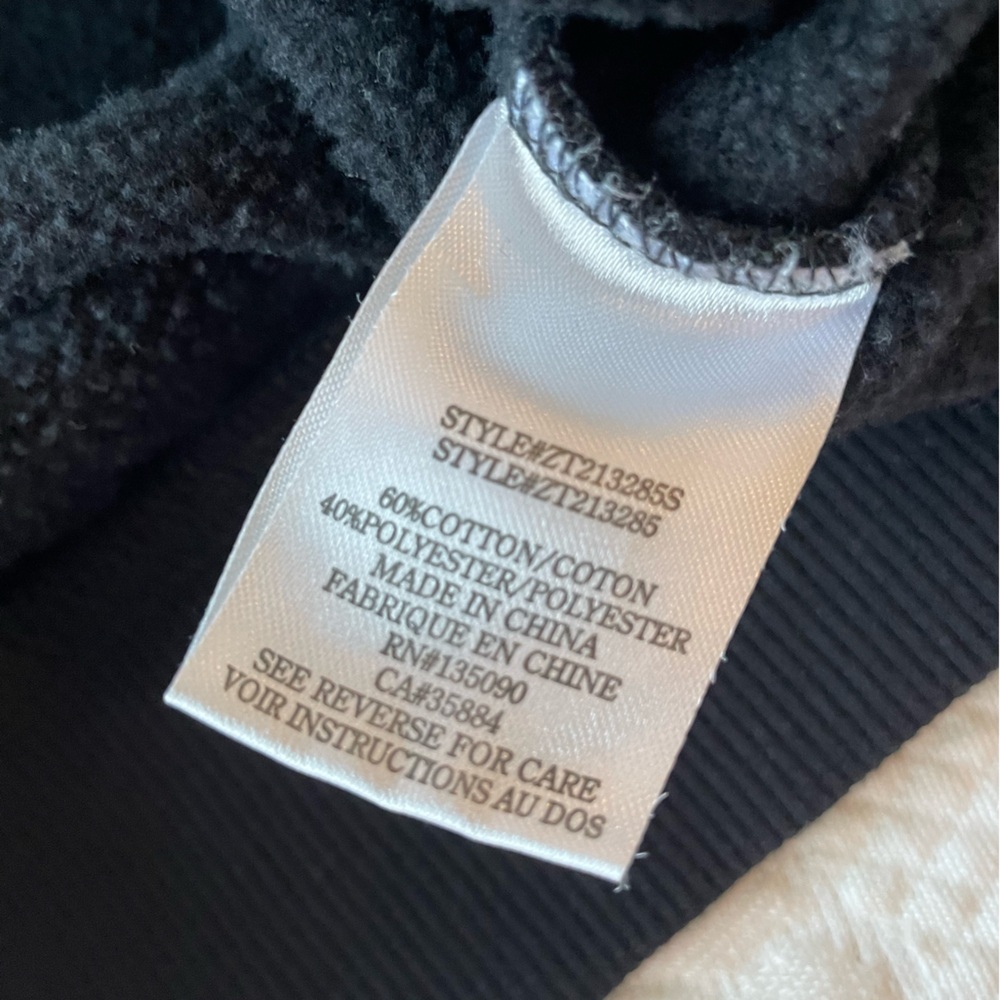 STYLE#ZT213285S
STYLE#ZT213285
60%COTTON/COTON
40%POLYESTER/POLYESTER
MADE IN CHINA
FABRIQUE EN CHINE
RN#135090
CA#35884
SEE REVERSE FOR CARE
VOIR INSTRUCTIONS AU DOS